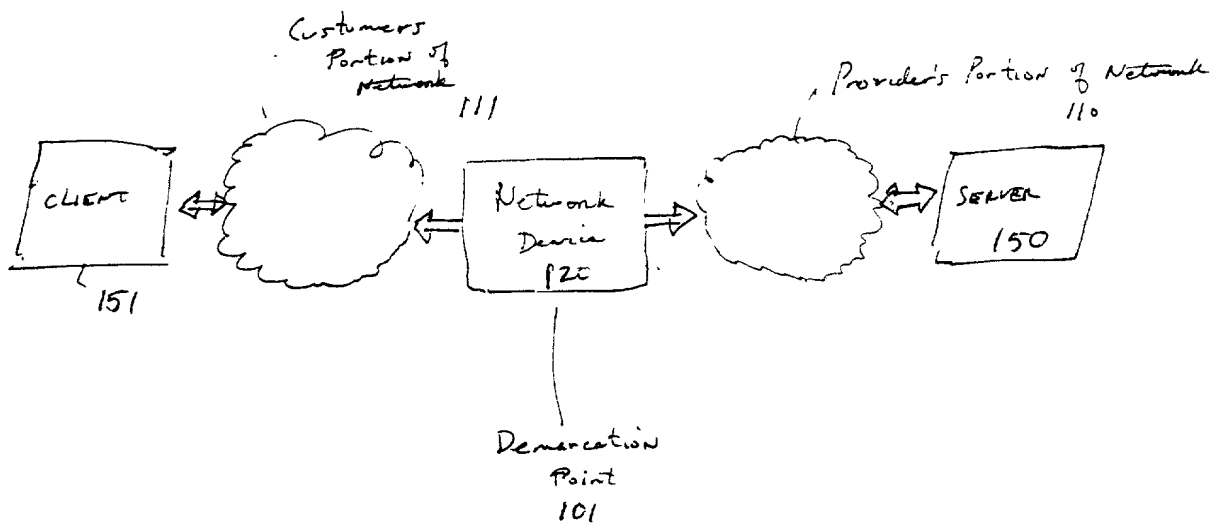 Custumers
Portion of
Network
111
Provider's Portion of Network
110
CLIENT
151
Network
Device
120
SERVER
150
Demarcation
Point
101